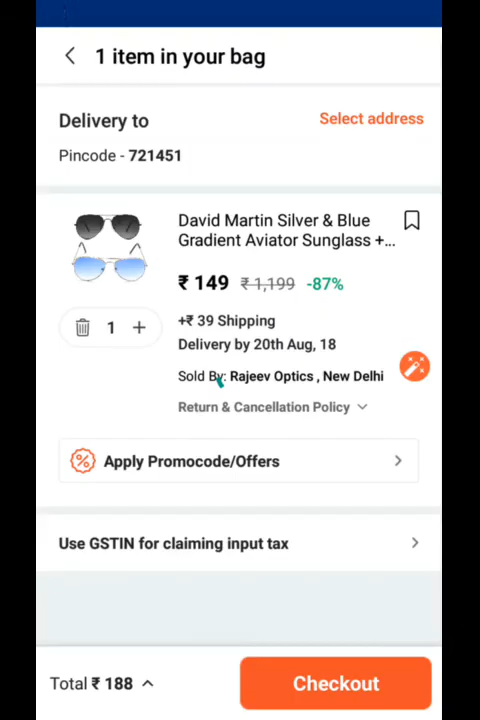 1 item in your bag
Delivery to
Select address
Pincode - 721451
David Martin Silver & Blue
Gradient Aviator Sunglass +...
₹ 149 ₹ 1,199 -87%
1
+₹ 39 Shipping
Delivery by 20th Aug, 18
Sold By: Rajeev Optics , New Delhi
Return & Cancellation Policy
Apply Promocode/Offers
Use GSTIN for claiming input tax
Total ₹ 188
Checkout